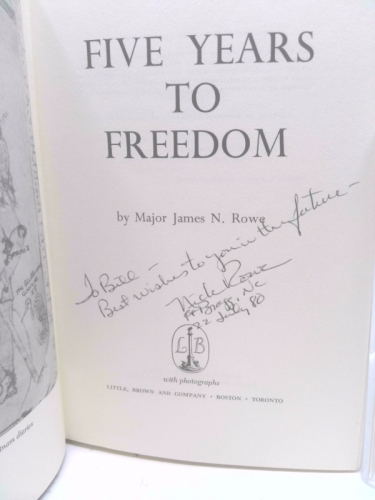 FIVE YEARS
TO
FREEDOM
by Major James N. Rowe
To Bill —
Best wishes to you in the future —
Nick Rowe
Ft Bragg, NC
22 July 80
L B
with photographs
LITTLE, BROWN AND COMPANY · BOSTON · TORONTO
diaries